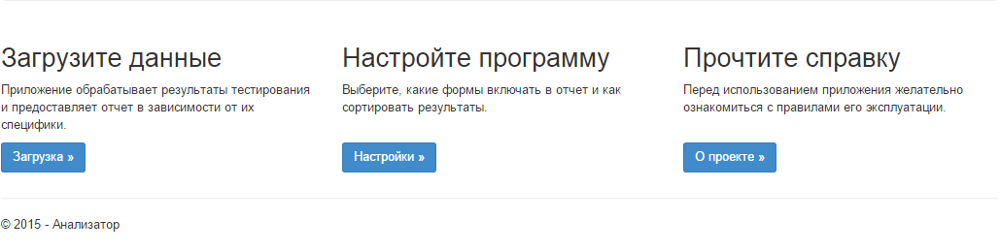 Загрузите данные
Приложение обрабатывает результаты тестирования
и предоставляет отчет в зависимости от их
специфики.
Загрузка »
Настройте программу
Выберите, какие формы включать в отчет и как
сортировать результаты.
Настройки »
Прочтите справку
Перед использованием приложения желательно
ознакомиться с правилами его эксплуатации.
О проекте »
© 2015 - Анализатор